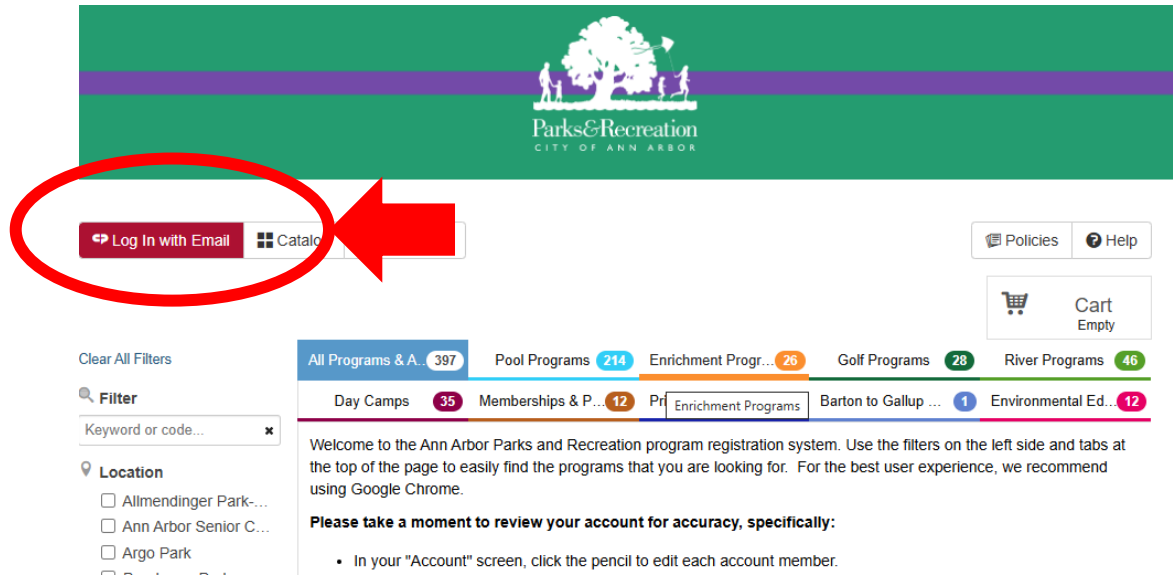 Parks&Recreation
CITY OF ANN ARBOR
Log In with Email
Policies
Help
Cart
Empty
Clear All Filters
All Programs & A... 397
Pool Programs 214
Enrichment Progr... 26
Golf Programs 28
River Programs 46
Filter
Day Camps 35
Memberships & P... 12
Enrichment Programs
Barton to Gallup ... 1
Environmental Ed... 12
Keyword or code...
Welcome to the Ann Arbor Parks and Recreation program registration system. Use the filters on the left side and tabs at
the top of the page to easily find the programs that you are looking for. For the best user experience, we recommend
using Google Chrome.
Location
Allmendinger Park-...
Ann Arbor Senior C...
Argo Park
Please take a moment to review your account for accuracy, specifically:
• In your "Account" screen, click the pencil to edit each account member.